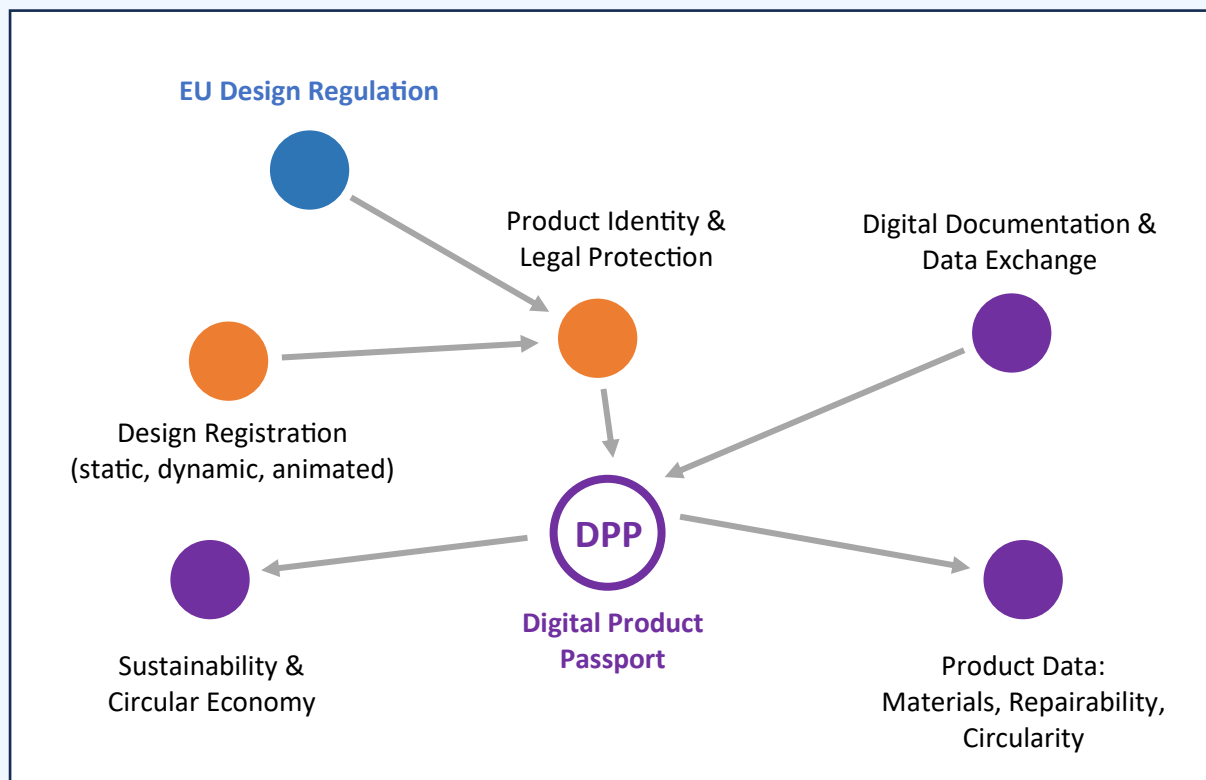 EU Design Regulation
Product Identity &
Legal Protection
Digital Documentation &
Data Exchange
Design Registration
(static, dynamic, animated)
DPP
Digital Product
Passport
Sustainability &
Circular Economy
Product Data:
Materials, Repairability,
Circularity